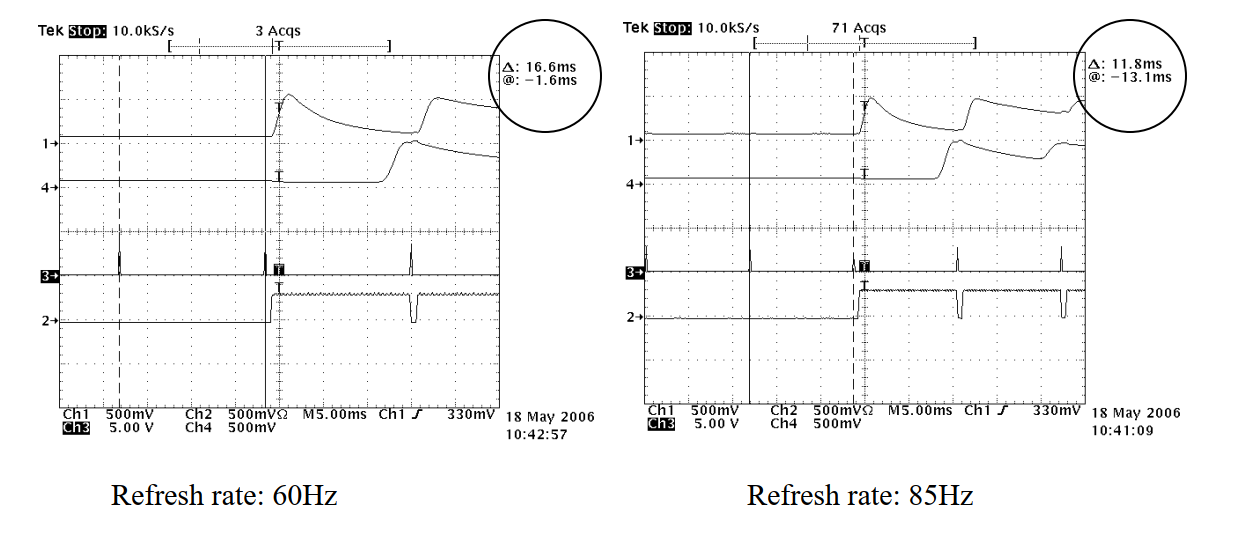 Tek Stop: 10.0kS/s 3 Acqs
[ T ]
Δ: 16.6ms
@: −1.6ms
T
1→
T
4→
3→ T
T
2→
Ch1 500mV Ch2 500mVΩ M5.00ms Ch1 ƒ 330mV
Ch3 5.00 V Ch4 500mV
18 May 2006
10:42:57
Refresh rate: 60Hz
Tek Stop: 10.0kS/s 71 Acqs
[ T ]
Δ: 11.8ms
@: −13.1ms
T
1→
T
4→
3→ T
T
2→
Ch1 500mV Ch2 500mVΩ M5.00ms Ch1 ƒ 330mV
Ch3 5.00 V Ch4 500mV
18 May 2006
10:41:09
Refresh rate: 85Hz